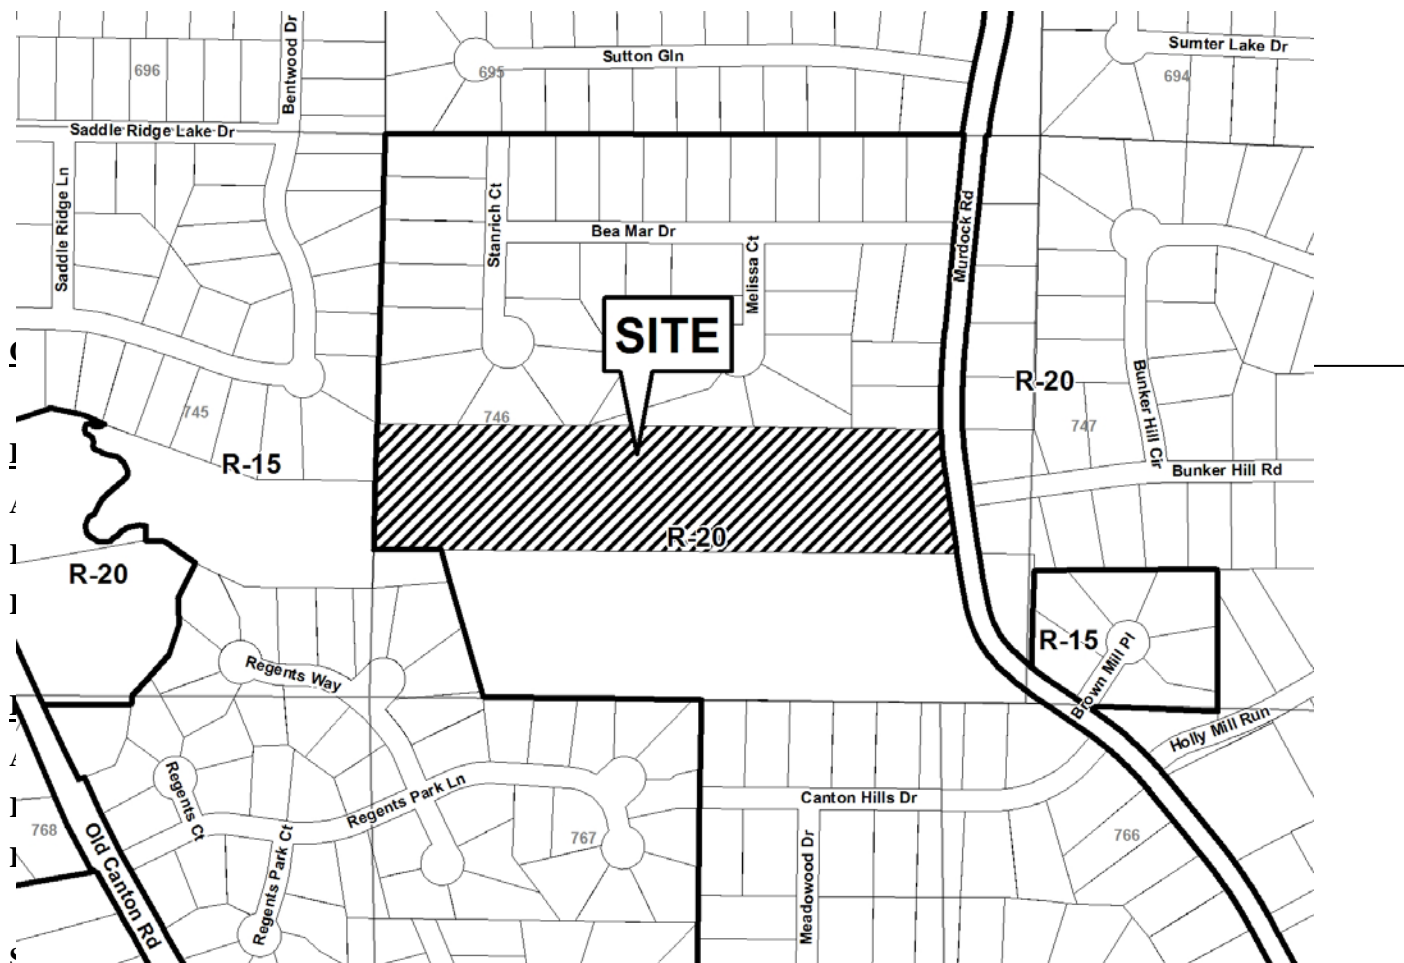 Bentwood Dr
Sutton Gln
Sumter Lake Dr
696
695
694
Saddle Ridge Lake Dr
Saddle Ridge Ln
Stanrich Ct
Bea Mar Dr
Melissa Ct
Murdock Rd
SITE
R-20
746
745
747
Bunker Hill Cir
R-15
Bunker Hill Rd
R-20
R-20
R-15
Brown Mill Pl
Regents Way
Holly Mill Run
Regents Ct
Regents Park Ln
Canton Hills Dr
768
Old Canton Rd
Regents Park Ct
767
Meadowood Dr
766